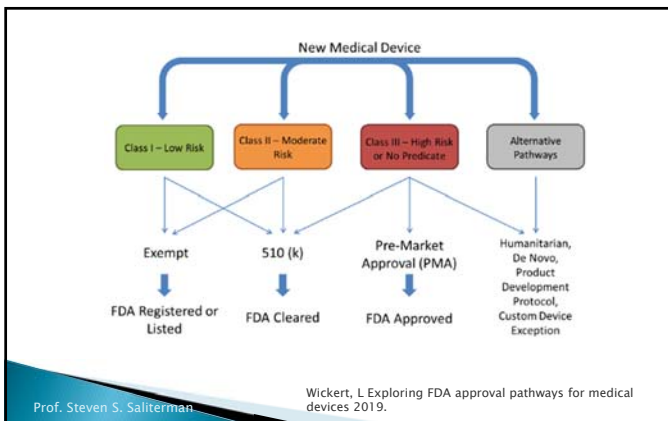 New Medical Device
Class I – Low Risk
Class II – Moderate
Risk
Class III – High Risk
or No Predicate
Alternative
Pathways
Exempt
510 (k)
Pre-Market
Approval (PMA)
Humanitarian,
De Novo,
Product
Development
Protocol,
Custom Device
Exception
FDA Registered or
Listed
FDA Cleared
FDA Approved
Prof. Steven S. Saliterman
Wickert, L Exploring FDA approval pathways for medical
devices 2019.